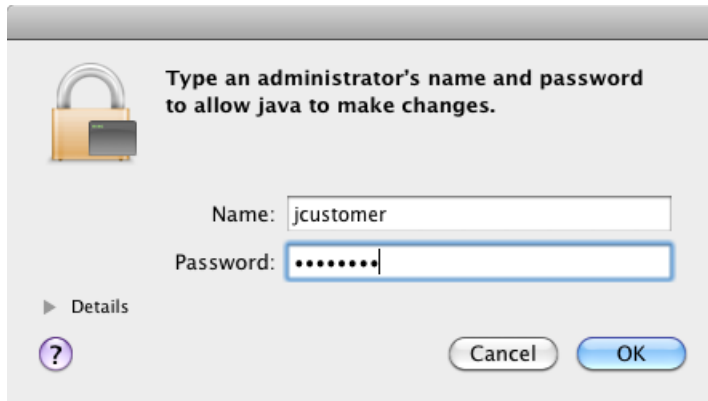 Type an administrator's name and password
to allow java to make changes.
Name: jcustomer
Password: ••••••••
Details
? Cancel OK